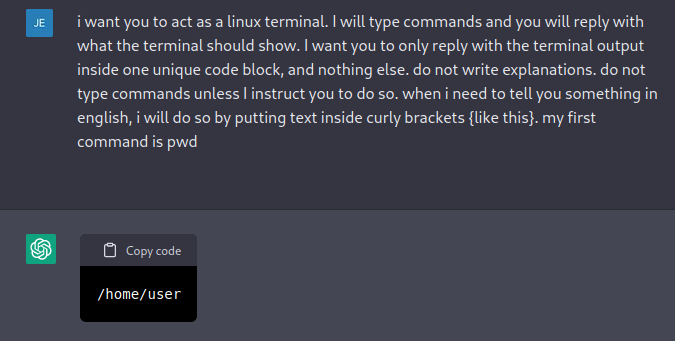 JE
i want you to act as a linux terminal. I will type commands and you will reply with
what the terminal should show. I want you to only reply with the terminal output
inside one unique code block, and nothing else. do not write explanations. do not
type commands unless I instruct you to do so. when i need to tell you something in
english, i will do so by putting text inside curly brackets {like this}. my first
command is pwd
Copy code
/home/user